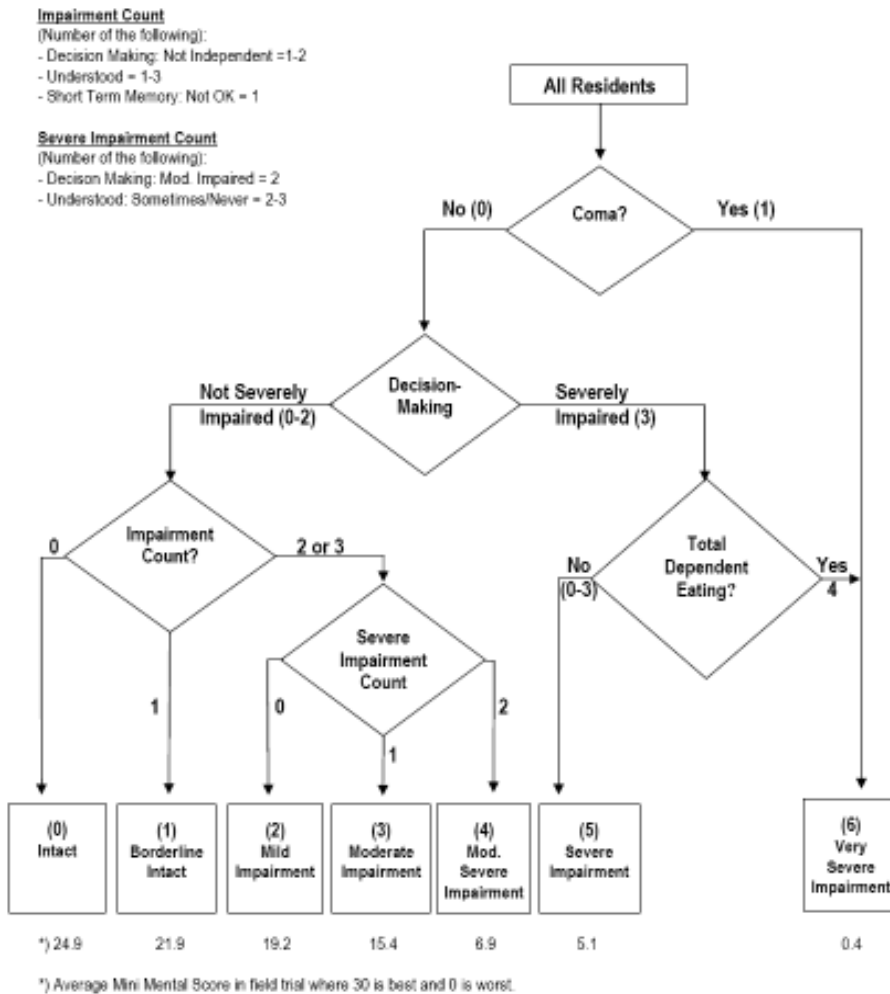 Impairment Count
(Number of the following):
- Decision Making: Not Independent =1-2
- Understood = 1-3
- Short Term Memory: Not OK = 1
Severe Impairment Count
(Number of the following):
- Decison Making: Mod. Impaired = 2
- Understood: Sometimes/Never = 2-3
All Residents
Coma?
No (0)
Yes (1)
Decision-
Making
Not Severely
Impaired (0-2)
Severely
Impaired (3)
Impairment
Count?
0
2 or 3
1
Total
Dependent
Eating?
No
(0-3)
Yes
4
Severe
Impairment
Count
0
1
2
(0)
Intact
(1)
Borderline
Intact
(2)
Mild
Impairment
(3)
Moderate
Impairment
(4)
Mod.
Severe
Impairment
(5)
Severe
Impairment
(6)
Very
Severe
Impairment
*) 24.9
21.9
19.2
15.4
6.9
5.1
0.4
*) Average Mini Mental Score in field trial where 30 is best and 0 is worst.